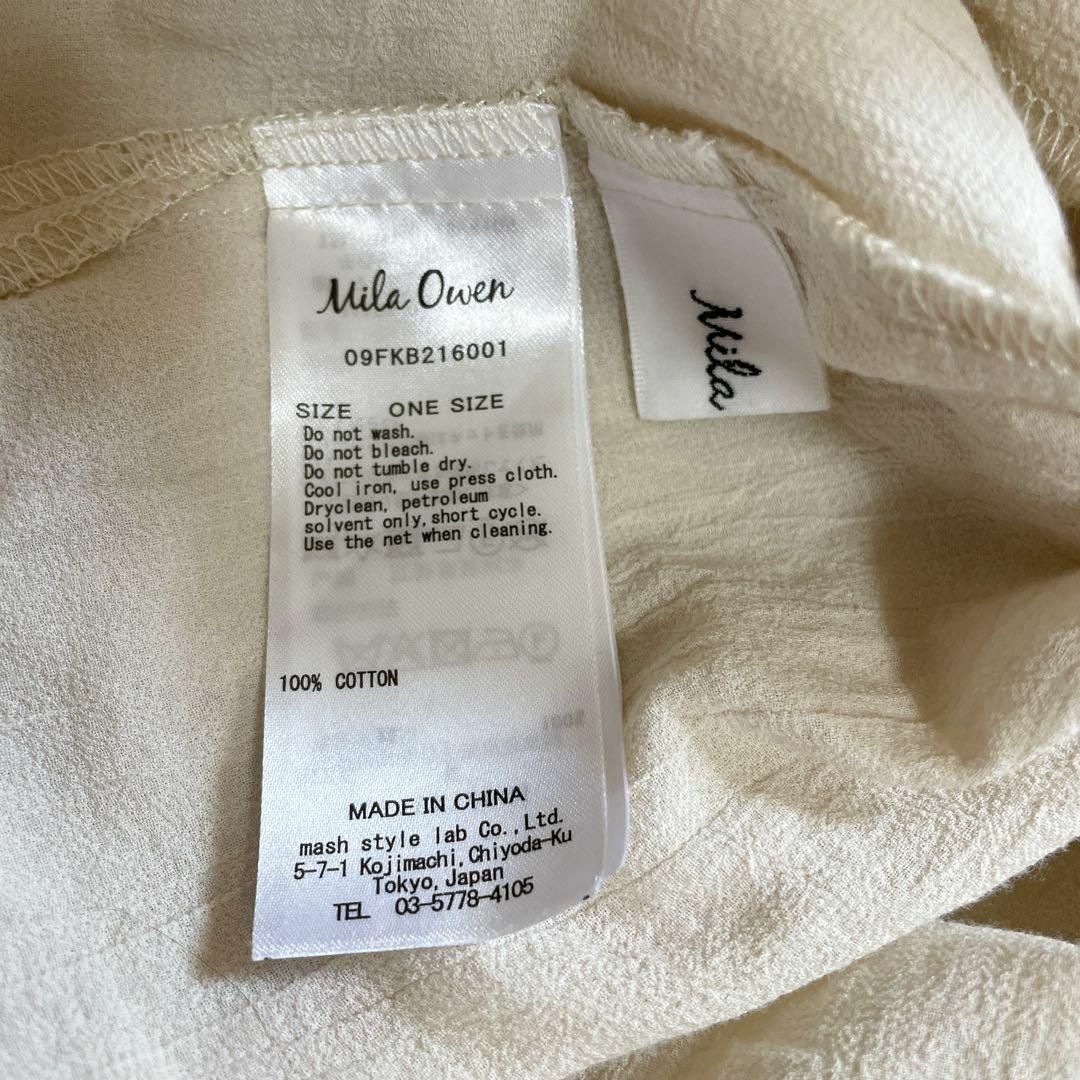 Mila Owen
09FKB216001
SIZE ONE SIZE
Do not wash.
Do not bleach.
Do not tumble dry.
Cool iron, use press cloth.
Dryclean, petroleum
solvent only,short cycle.
Use the net when cleaning.
100% COTTON
MADE IN CHINA
mash style lab Co.,Ltd.
5-7-1 Kojimachi,Chiyoda-Ku
Tokyo,Japan
TEL 03-5778-4105
Mila